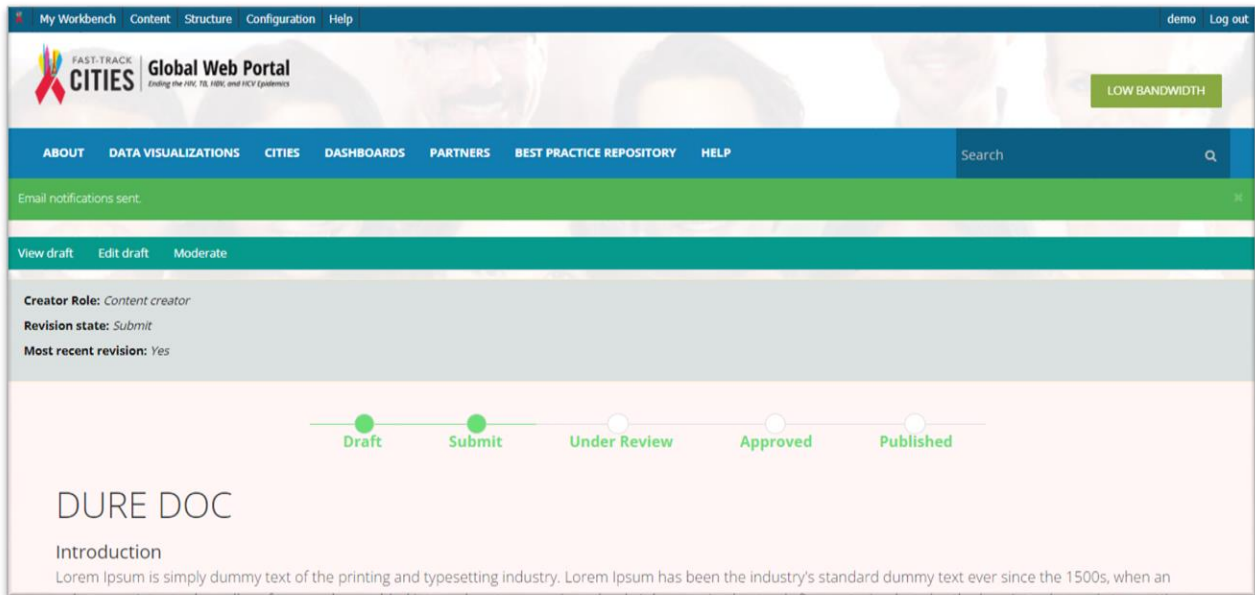 My Workbench Content Structure Configuration Help demo Log out
FAST-TRACK
CITIES
Global Web Portal
Ending the HIV, TB, HBV, and HCV Epidemics
LOW BANDWIDTH
ABOUT DATA VISUALIZATIONS CITIES DASHBOARDS PARTNERS BEST PRACTICE REPOSITORY HELP Search
Email notifications sent.
View draft Edit draft Moderate
Creator Role: Content creator
Revision state: Submit
Most recent revision: Yes
Draft Submit Under Review Approved Published
DURE DOC
Introduction
Lorem Ipsum is simply dummy text of the printing and typesetting industry. Lorem Ipsum has been the industry's standard dummy text ever since the 1500s, when an